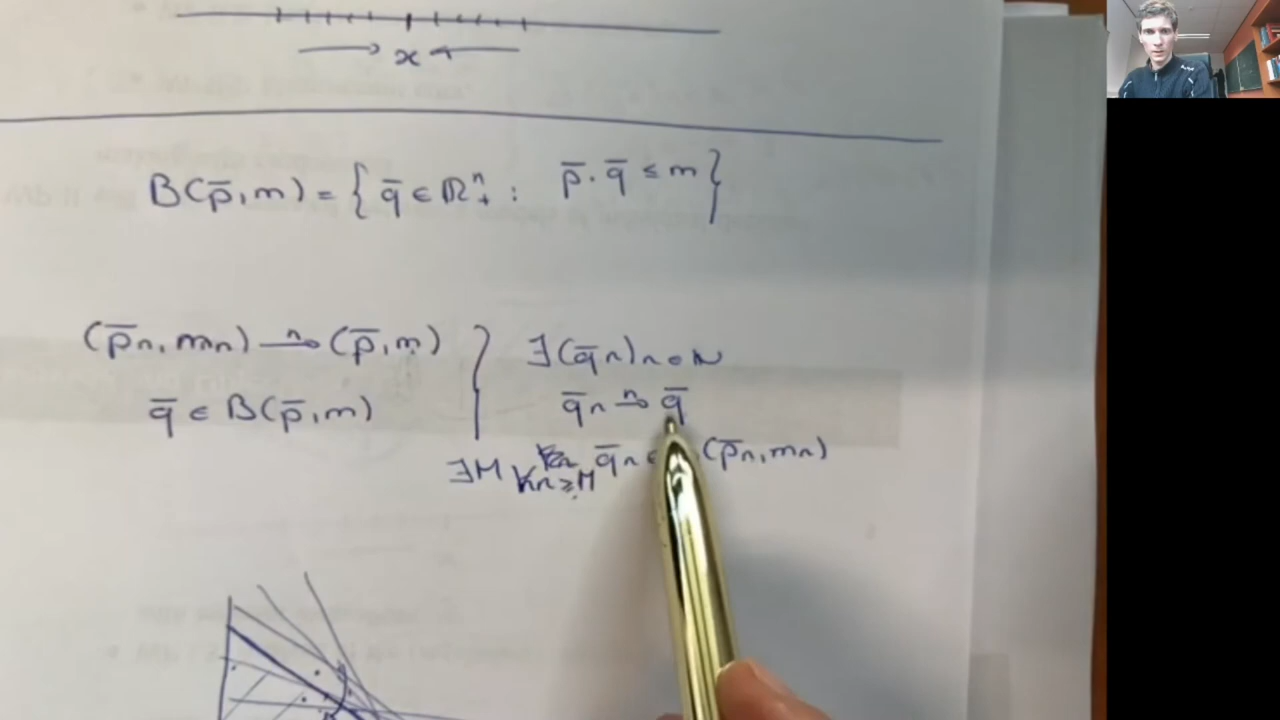 x
B(p̄,m) = { q̄ ∈ ℝⁿ₊ : p̄ · q̄ ≤ m }
(p̄n, mn) →ⁿ (p̄, m) } ∃(q̄n)n∈ℕ
q̄ ∈ B(p̄,m) q̄n →ⁿ q̄
∃M ∀n≥M q̄n ∈ (p̄n, mn)